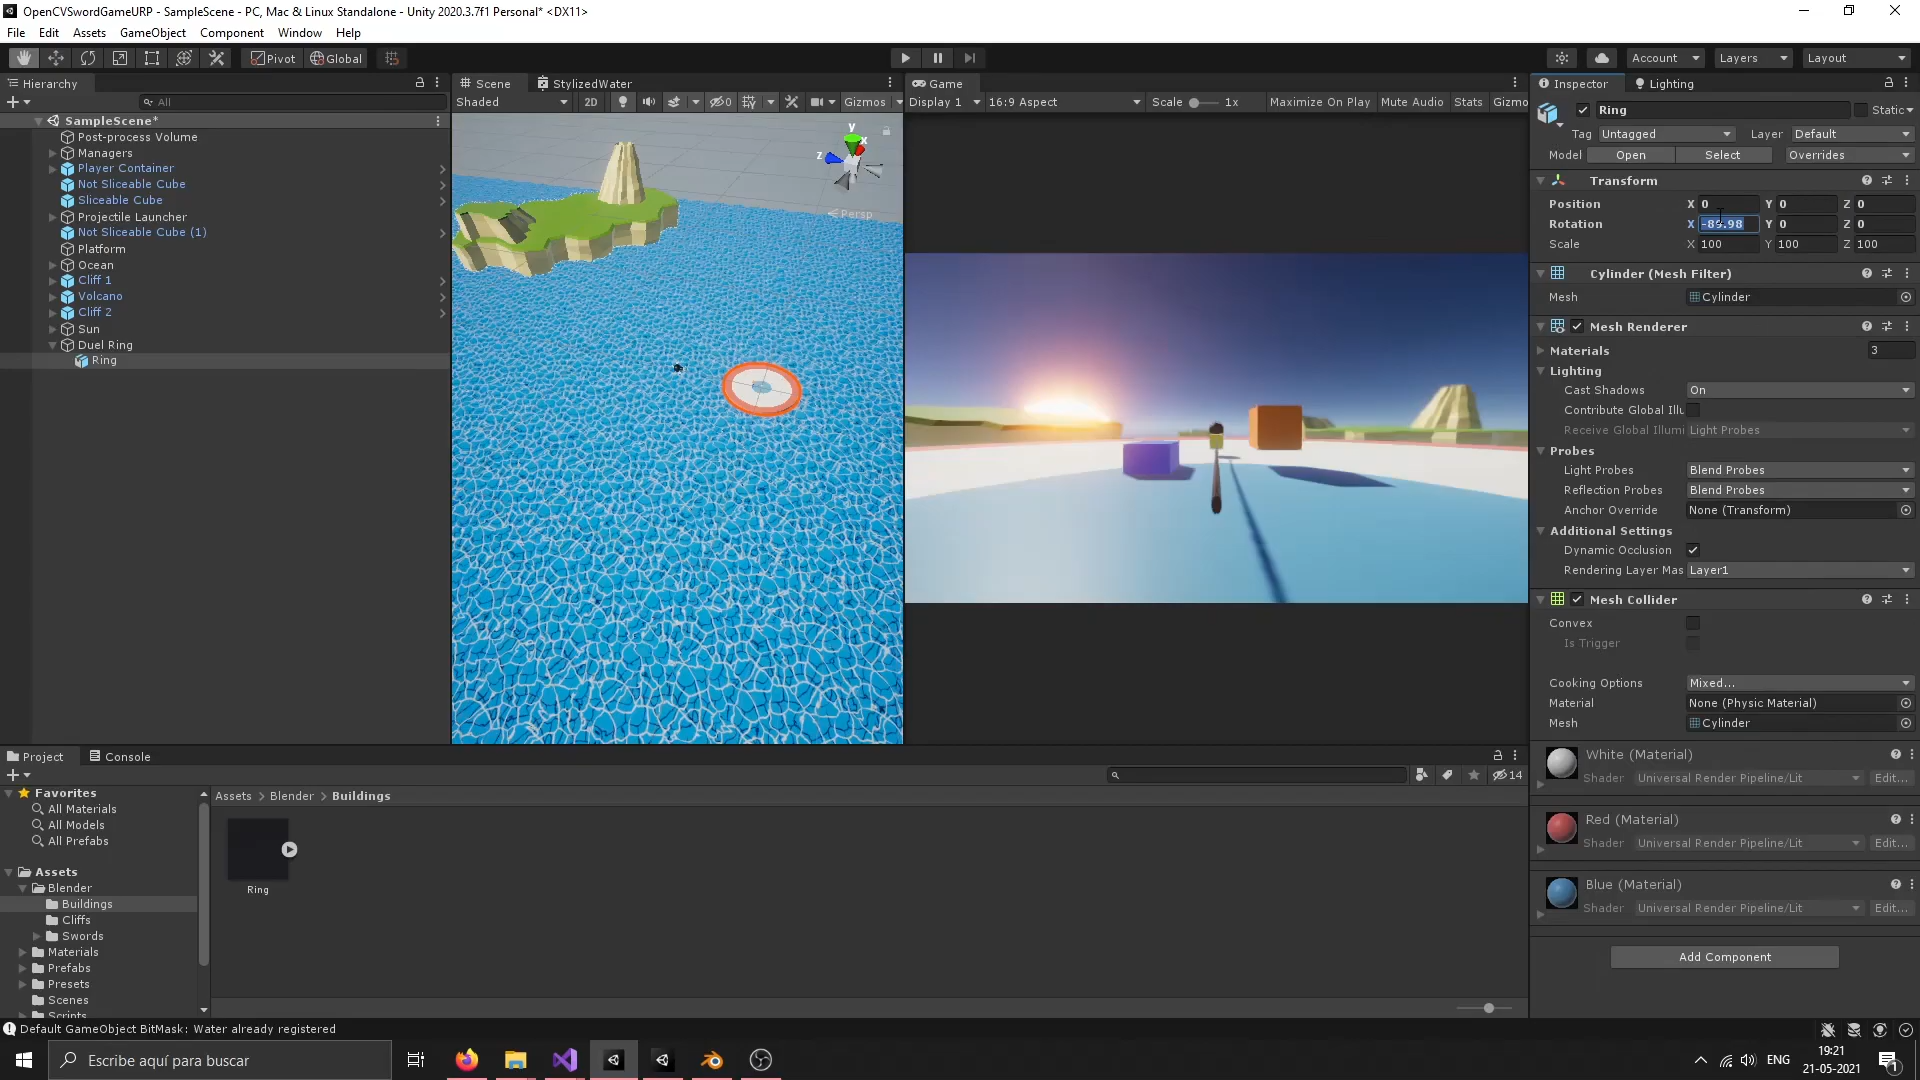 OpenCVSwordGameURP - SampleScene - PC, Mac & Linux Standalone - Unity 2020.3.7f1 Personal* <DX11>
File Edit Assets GameObject Component Window Help
Pivot Global Account Layers Layout
Hierarchy
All
SampleScene*
Post-process Volume
Managers
Player Container
Not Sliceable Cube
Sliceable Cube
Projectile Launcher
Not Sliceable Cube (1)
Platform
Ocean
Cliff 1
Volcano
Cliff 2
Sun
Duel Ring
Ring
Scene StylizedWater
Shaded 2D 0 Gizmos
y
x
z
Persp
Game
Display 1 16:9 Aspect Scale 1x Maximize On Play Mute Audio Stats Gizmo
Inspector Lighting
Ring Static
Tag Untagged Layer Default
Model Open Select Overrides
Transform
Position X 0 Y 0 Z 0
Rotation X -89.98 Y 0 Z 0
Scale X 100 Y 100 Z 100
Cylinder (Mesh Filter)
Mesh Cylinder
Mesh Renderer
Materials 3
Lighting
Cast Shadows On
Contribute Global Illu
Receive Global Illumi Light Probes
Probes
Light Probes Blend Probes
Reflection Probes Blend Probes
Anchor Override None (Transform)
Additional Settings
Dynamic Occlusion
Rendering Layer Mas Layer1
Mesh Collider
Convex
Is Trigger
Cooking Options Mixed...
Material None (Physic Material)
Mesh Cylinder
White (Material)
Shader Universal Render Pipeline/Lit Edit...
Red (Material)
Shader Universal Render Pipeline/Lit Edit...
Blue (Material)
Shader Universal Render Pipeline/Lit Edit...
Add Component
Project Console
14
Favorites
All Materials
All Models
All Prefabs
Assets
Blender
Buildings
Cliffs
Swords
Materials
Prefabs
Presets
Scenes
Scripts
Assets > Blender > Buildings
Ring
Default GameObject BitMask: Water already registered
Escribe aquí para buscar
ENG
19:21
21-05-2021
1